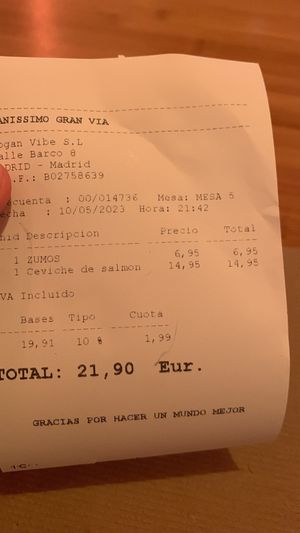 ANISSIMO GRAN VIA
ogan Vibe S.L
alle Barco 8
ADRID - Madrid
.F.: B02758639
ecuenta : 00/014736 Mesa: MESA 5
echa : 10/05/2023 Hora: 21:42
nid Descripcion Precio Total
1 ZUMOS 6,95 6,95
1 Ceviche de salmon 14,95 14,95
VA Incluido
Bases Tipo Cuota
19,91 10 % 1,99
TOTAL: 21,90 Eur.
GRACIAS POR HACER UN MUNDO MEJOR